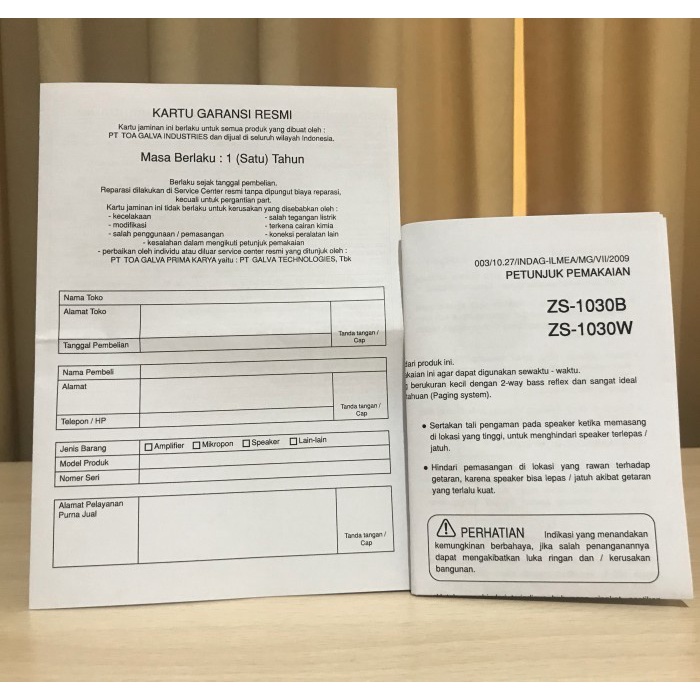 KARTU GARANSI RESMI
Kartu jaminan ini berlaku untuk semua produk yang dibuat oleh :
PT TOA GALVA INDUSTRIES dan dijual di seluruh wilayah Indonesia.
Masa Berlaku : 1 (Satu) Tahun
Berlaku sejak tanggal pembelian.
Reparasi dilakukan di Service Center resmi tanpa dipungut biaya reparasi,
kecuali untuk pergantian part.
Kartu jaminan ini tidak berlaku untuk kerusakan yang disebabkan oleh :
- kecelakaan - salah tegangan listrik
- modifikasi - terkena cairan kimia
- salah penggunaan / pemasangan - koneksi peralatan lain
- kesalahan dalam mengikuti petunjuk pemakaian
- perbaikan oleh individu atau diluar service center resmi yang ditunjuk oleh :
PT TOA GALVA PRIMA KARYA yaitu : PT GALVA TECHNOLOGIES, Tbk
Nama Toko
Alamat Toko
Tanda tangan /
Cap
Tanggal Pembelian
Nama Pembeli
Alamat
Tanda tangan /
Cap
Telepon / HP
Jenis Barang Amplifier Mikropon Speaker Lain-lain
Model Produk
Nomer Seri
Alamat Pelayanan
Purna Jual
Tanda tangan /
Cap
003/10.27/INDAG-ILMEA/MG/VII/2009
PETUNJUK PEMAKAIAN
ZS-1030B
ZS-1030W
dari produk ini.
ini agar dapat digunakan sewaktu - waktu.
berukuran kecil dengan 2-way bass reflex dan sangat ideal
(Paging system).
• Sertakan tali pengaman pada speaker ketika memasang
di lokasi yang tinggi, untuk menghindari speaker terlepas /
jatuh.
• Hindari pemasangan di lokasi yang rawan terhadap
getaran, karena speaker bisa lepas / jatuh akibat getaran
yang terlalu kuat.
PERHATIAN Indikasi yang menandakan
kemungkinan berbahaya, jika salah penanganannya
dapat mengakibatkan luka ringan dan / kerusakan
bangunan.